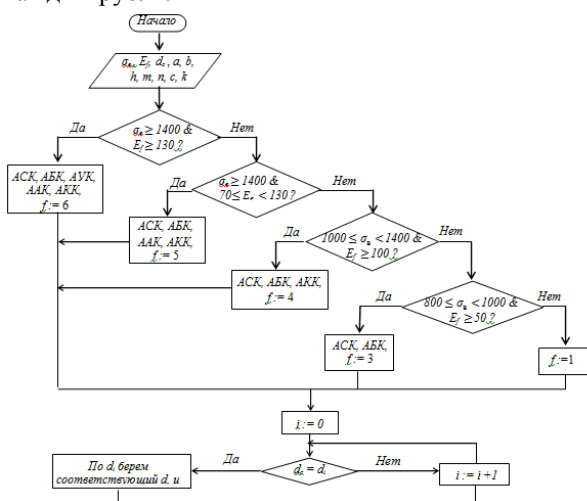 Начало
σв, Ef, dс, a, b,
h, m, n, c, k
σв ≥ 1400 &
Ef ≥ 130 ?
Да
Нет
АСК, АБК, АУК,
ААК, АКК,
f := 6
σв ≥ 1400 &
70 ≤ Eс < 130 ?
Да
Нет
АСК, АБК,
ААК, АКК,
f := 5
1000 ≤ σв < 1400 &
Ef ≥ 100 ?
Да
Нет
АСК, АБК, АКК,
f := 4
800 ≤ σв < 1000 &
Ef ≥ 50 ?
Да
Нет
АСК, АБК,
f := 3
f :=1
i := 0
Да
Нет
По di берем
соответствующий di и
i := i +1